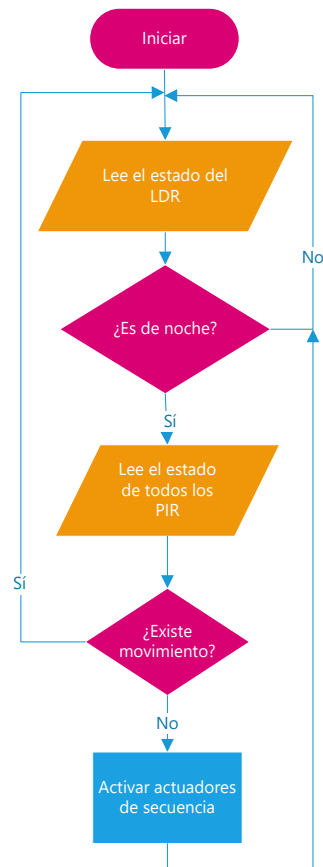 Iniciar
Lee el estado del
LDR
No
¿Es de noche?
Sí
Lee el estado
de todos los
PIR
Sí
¿Existe
movimiento?
No
Activar actuadores
de secuencia